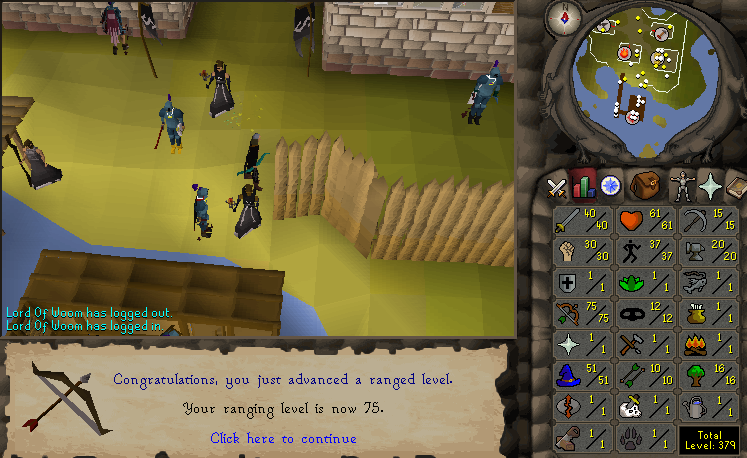 N
Lord Of Woom has logged out.
Lord Of Woom has logged in.
Congratulations, you just advanced a ranged level.
Your ranging level is now 75.
Click here to continue
40/40 61/61 15/15
30/30 37/37 20/20
1/1 1/1 1/1
75/75 12/12 1/1
1/1 1/1 1/1
51/51 10/10 16/16
1/1 1/1 1/1
1/1 1/1
Total
Level: 379